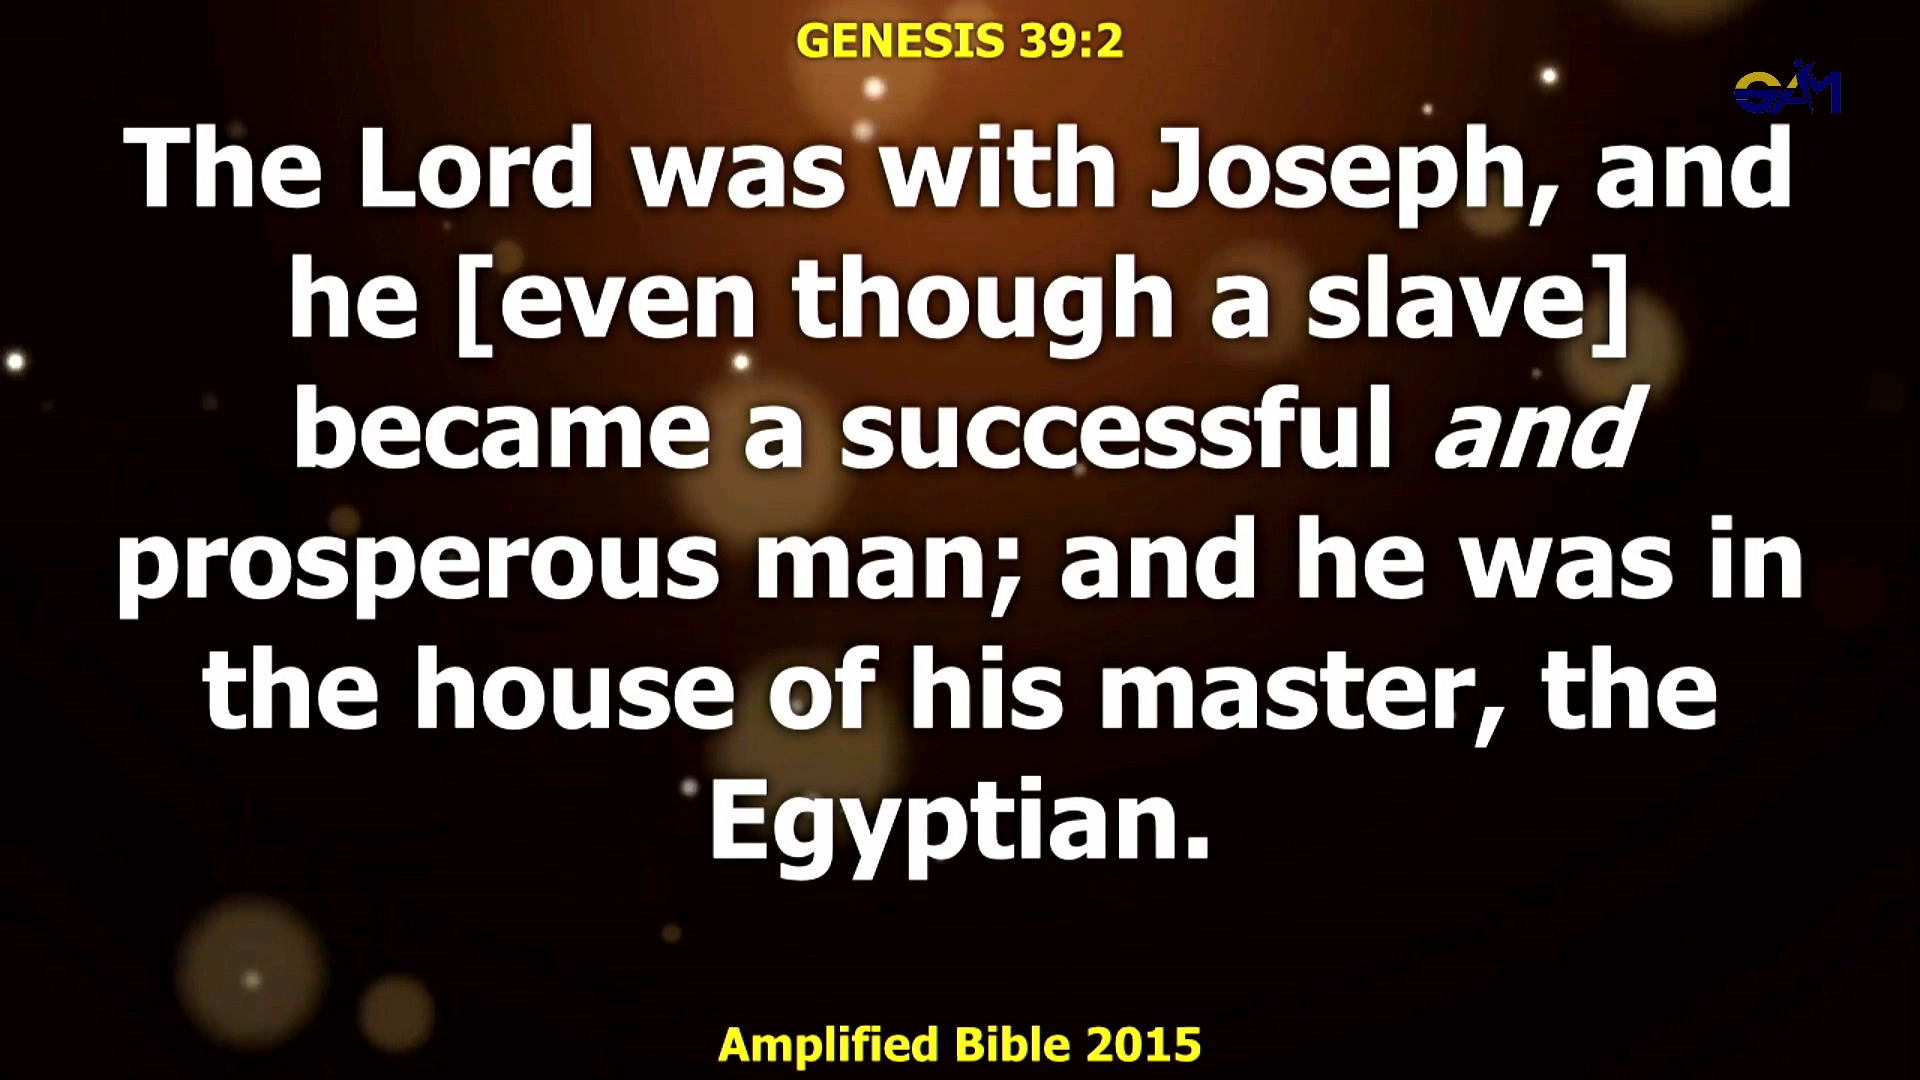 GENESIS 39:2
GAM
The Lord was with Joseph, and
he [even though a slave]
became a successful and
prosperous man; and he was in
the house of his master, the
Egyptian.
Amplified Bible 2015